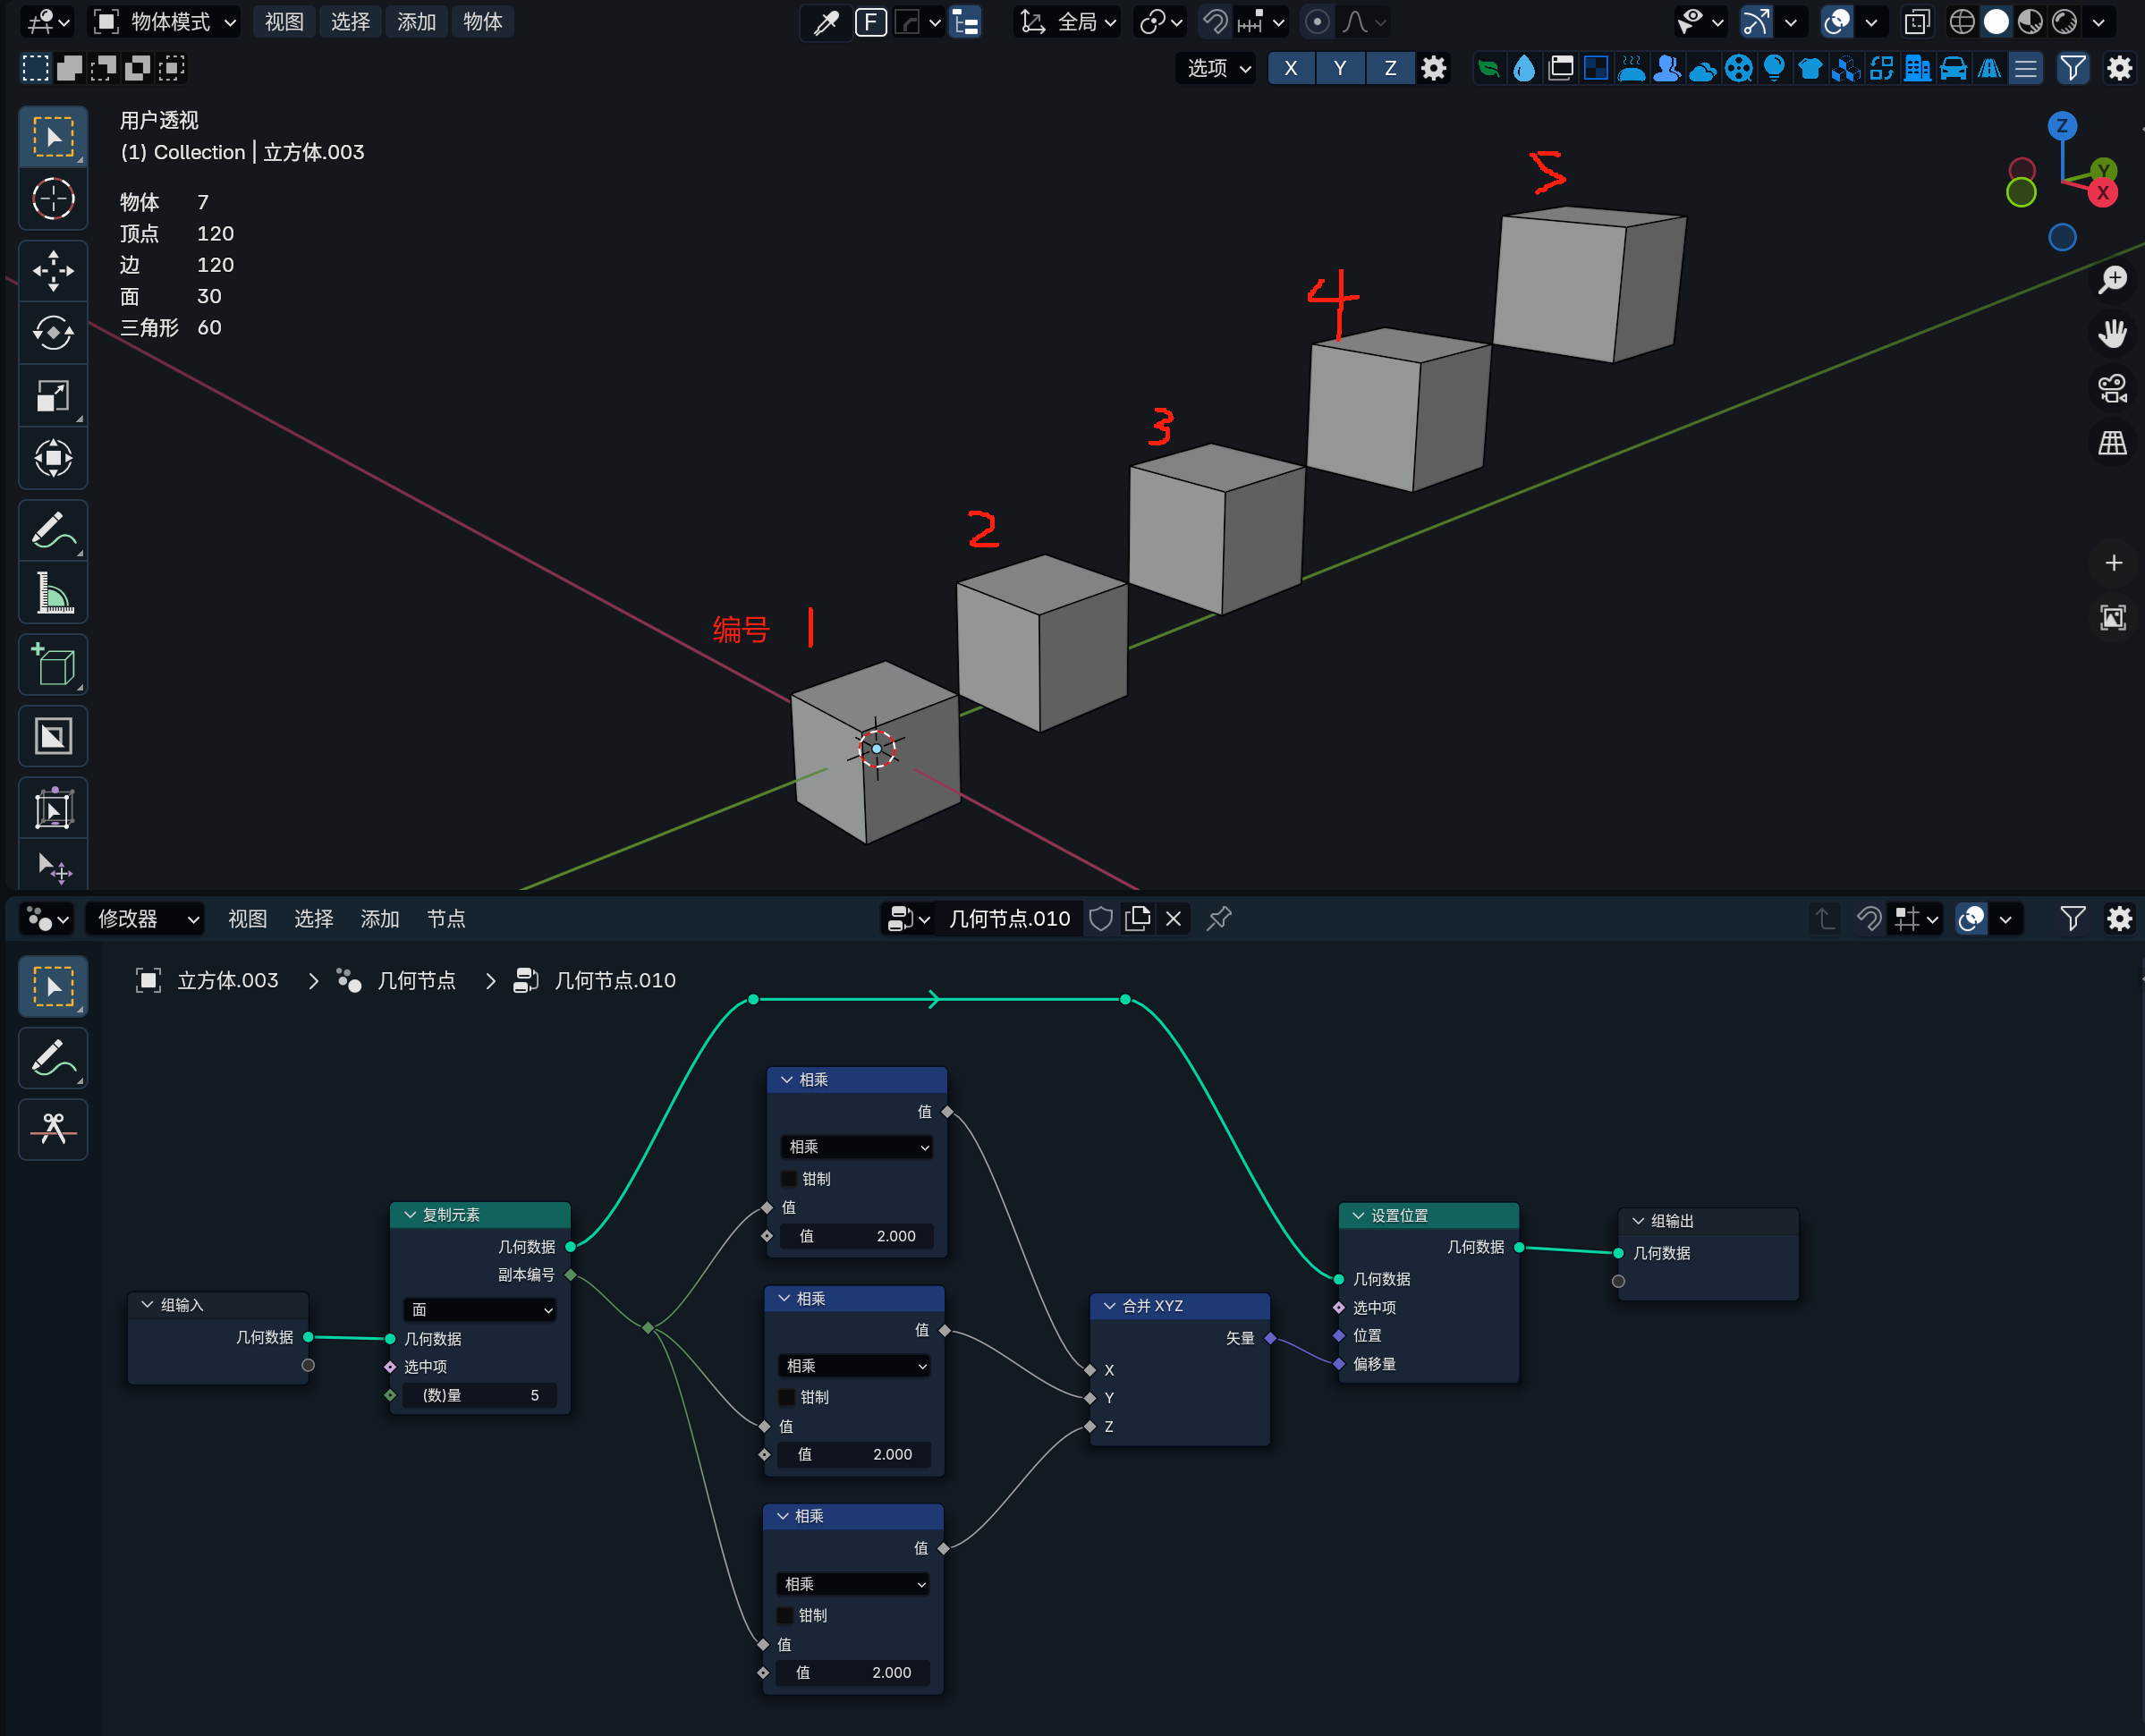 物体模式 视图 选择 添加 物体 F 全局
选项 X Y Z
用户透视
(1) Collection | 立方体.003
物体 7
顶点 120
边 120
面 30
三角形 60
Z
Y
X
5
4
3
2
编号 1
修改器 视图 选择 添加 节点 几何节点.010
立方体.003 > 几何节点 > 几何节点.010
组输入
几何数据
复制元素
几何数据
副本编号
面
几何数据
选中项
(数)量 5
相乘
值
相乘
钳制
值
值 2.000
相乘
值
相乘
钳制
值
值 2.000
相乘
值
相乘
钳制
值
值 2.000
合并 XYZ
矢量
X
Y
Z
设置位置
几何数据
几何数据
选中项
位置
偏移量
组输出
几何数据